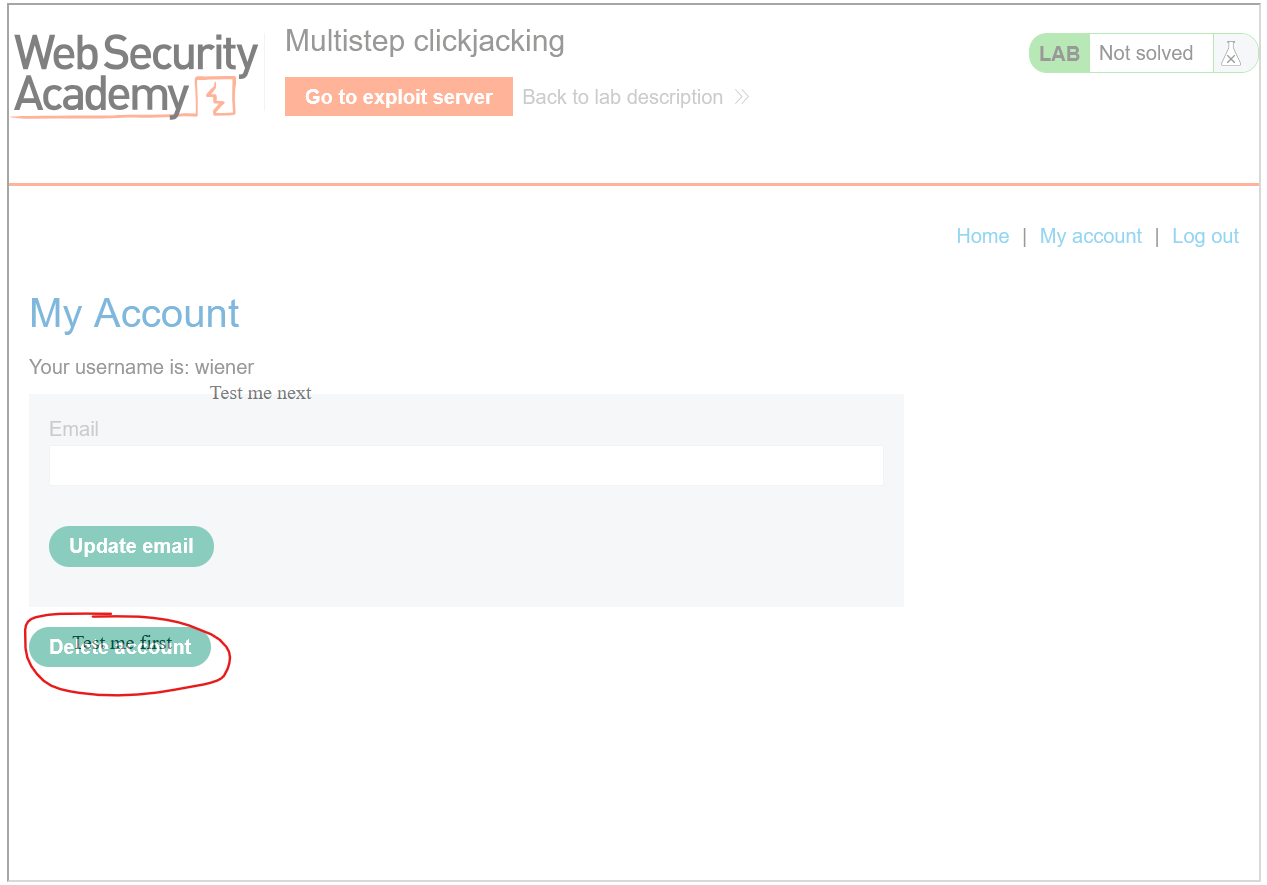 Web Security
Academy
Multistep clickjacking
Go to exploit server
Back to lab description
LAB
Not solved
Home | My account | Log out
My Account
Your username is: wiener
Test me next
Email
Update email
Test me first
Delete account